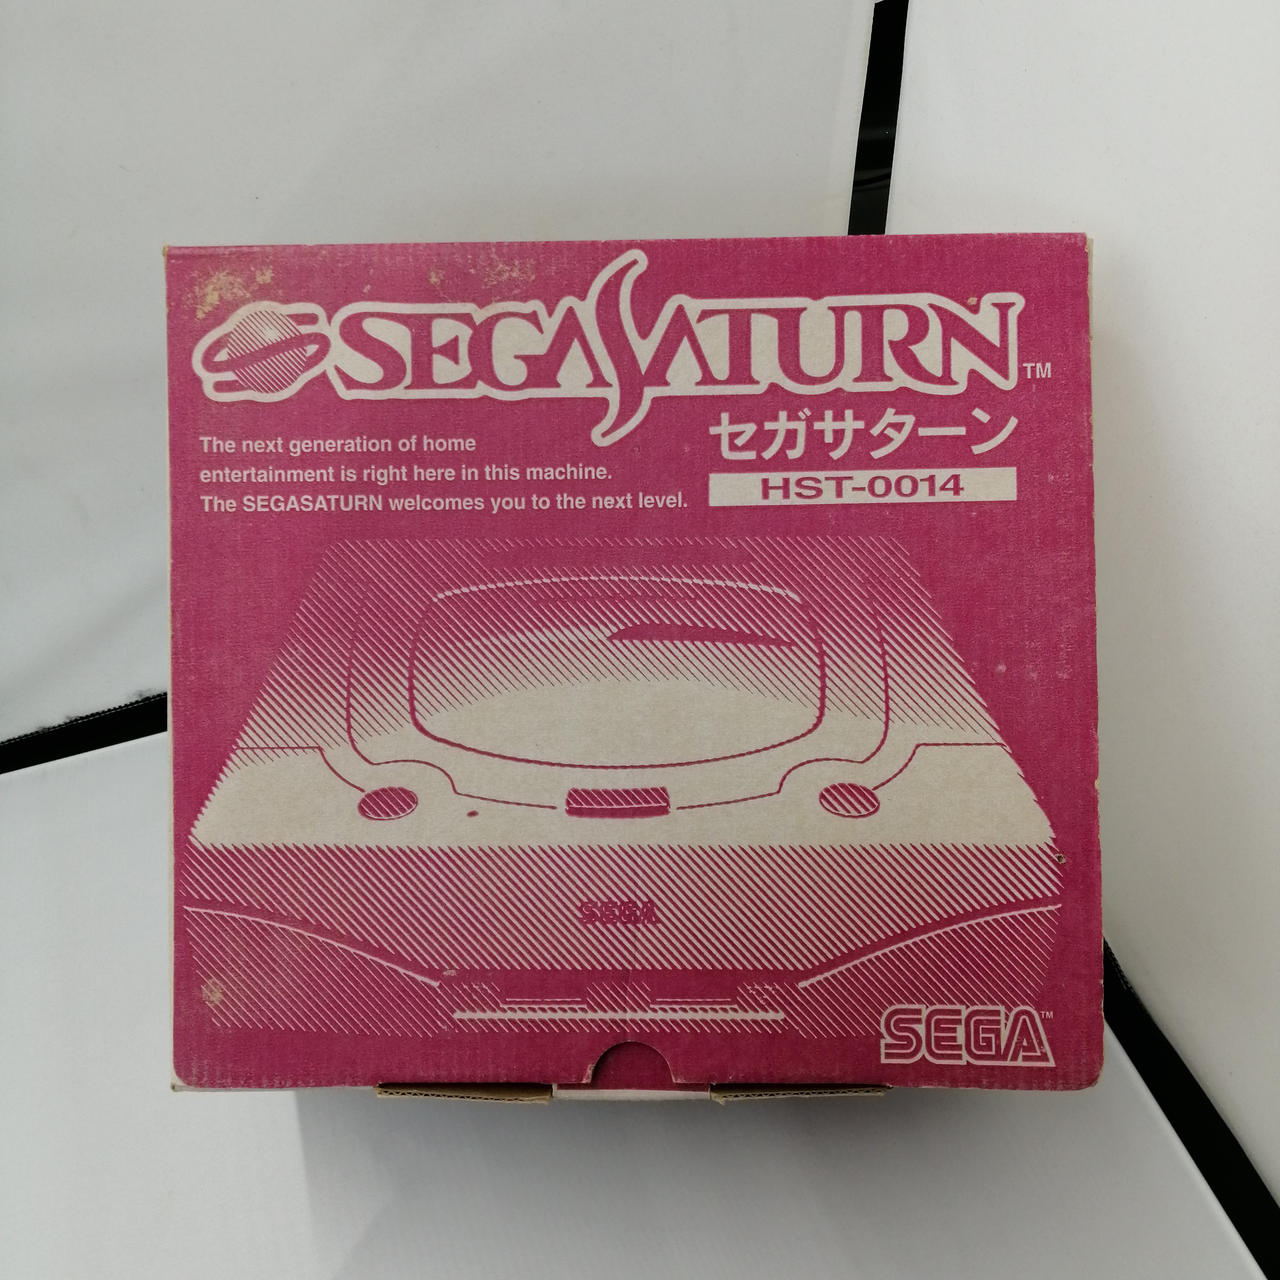 SEGASATURN™
セガサターン
HST-0014
The next generation of home
entertainment is right here in this machine.
The SEGASATURN welcomes you to the next level.
SEGA
SEGA™